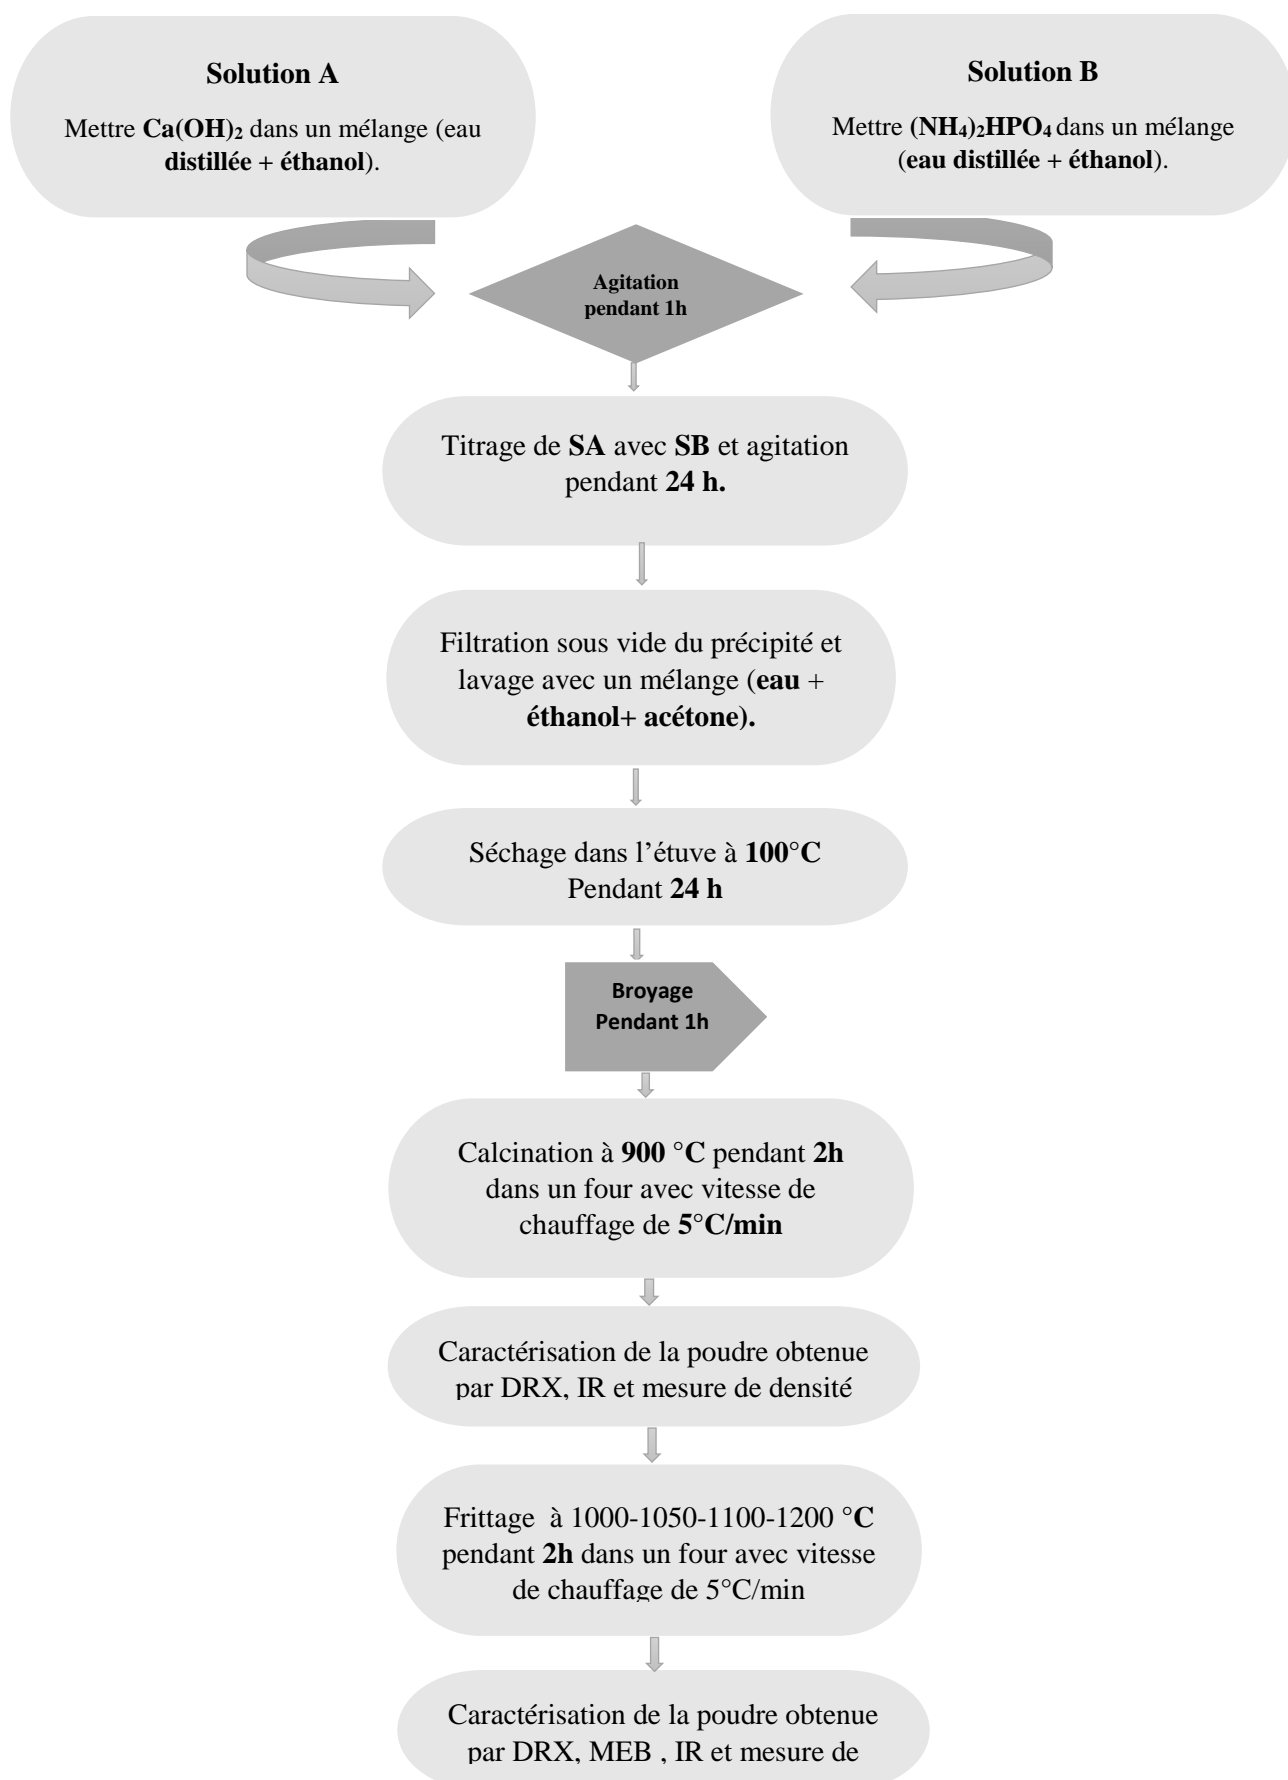 Solution A
Mettre Ca(OH)₂ dans un mélange (eau
distillée + éthanol).
Solution B
Mettre (NH₄)₂HPO₄ dans un mélange
(eau distillée + éthanol).
Agitation
pendant 1h
Titrage de SA avec SB et agitation
pendant 24 h.
Filtration sous vide du précipité et
lavage avec un mélange (eau +
éthanol+ acétone).
Séchage dans l’étuve à 100°C
Pendant 24 h
Broyage
Pendant 1h
Calcination à 900 °C pendant 2h
dans un four avec vitesse de
chauffage de 5°C/min
Caractérisation de la poudre obtenue
par DRX, IR et mesure de densité
Frittage à 1000-1050-1100-1200 °C
pendant 2h dans un four avec vitesse
de chauffage de 5°C/min
Caractérisation de la poudre obtenue
par DRX, MEB , IR et mesure de